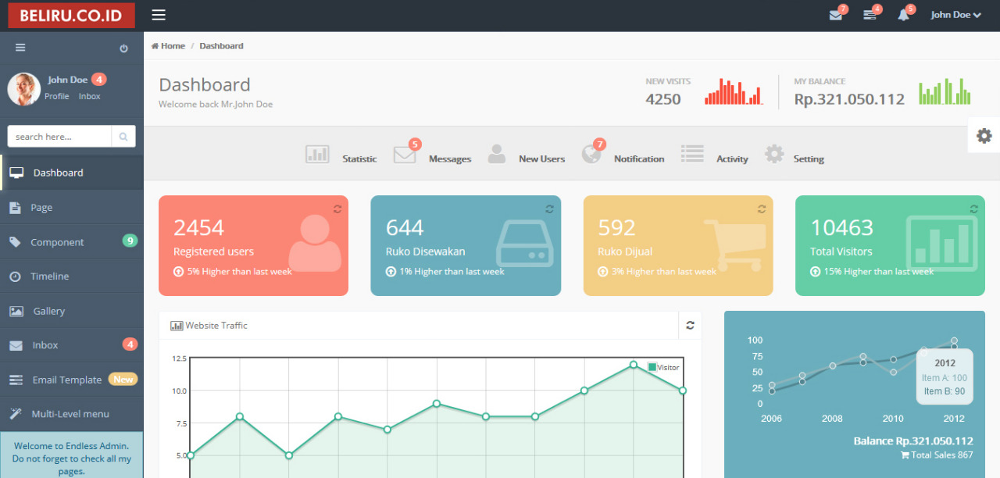 BELIRU.CO.ID
7
4
5
John Doe
John Doe 4
Profile Inbox
search here...
Dashboard
Page
Component 9
Timeline
Gallery
Inbox 4
Email Template New
Multi-Level menu
Welcome to Endless Admin.
Do not forget to check all my
pages.
Home / Dashboard
Dashboard
Welcome back Mr.John Doe
NEW VISITS
4250
MY BALANCE
Rp.321.050.112
Statistic
5
Messages
New Users
7
Notification
Activity
Setting
2454
Registered users
5% Higher than last week
644
Ruko Disewakan
1% Higher than last week
592
Ruko Dijual
3% Higher than last week
10463
Total Visitors
15% Higher than last week
Website Traffic
12.5
10.0
7.5
5.0
Visitor
100
75
50
25
0
2006 2008 2010 2012
2012
Item A: 100
Item B: 90
Balance Rp.321.050.112
Total Sales 867